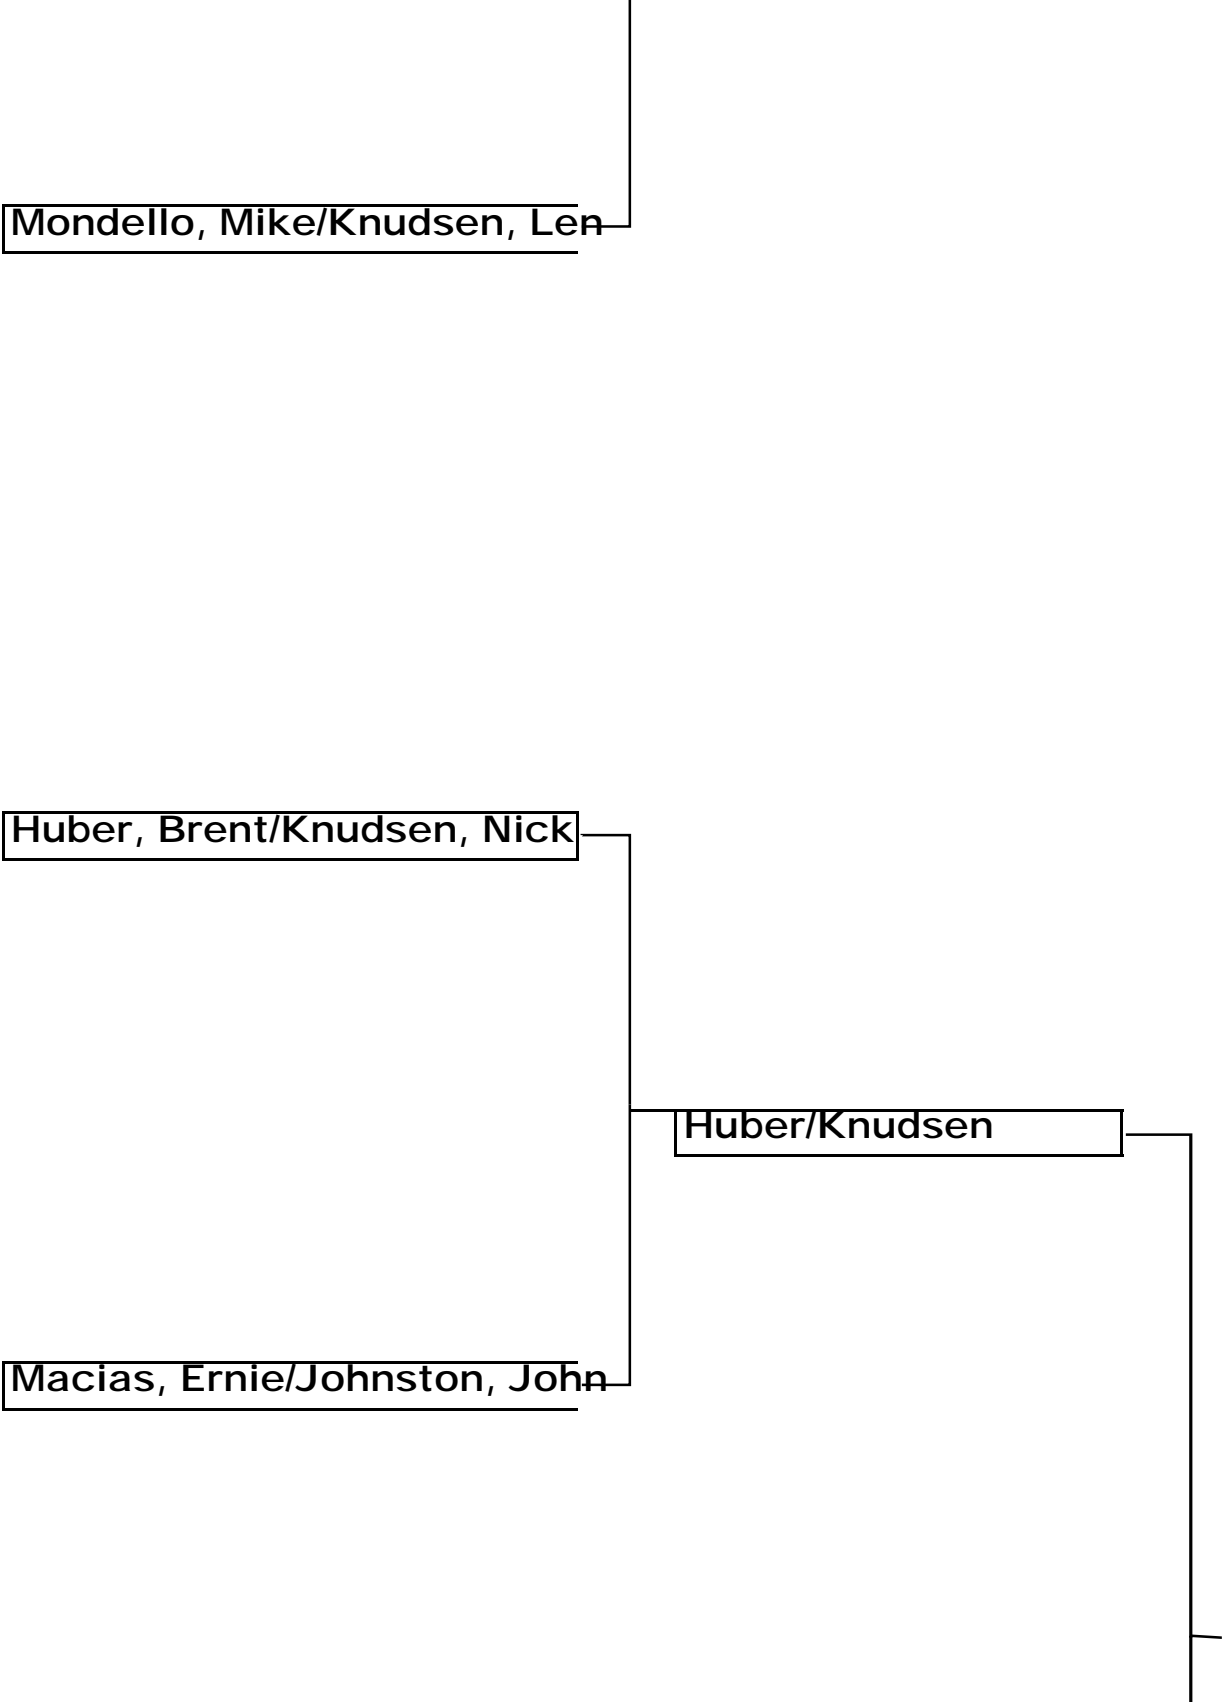 Mondello, Mike/Knudsen, Len
Huber, Brent/Knudsen, Nick
Huber/Knudsen
Macias, Ernie/Johnston, John